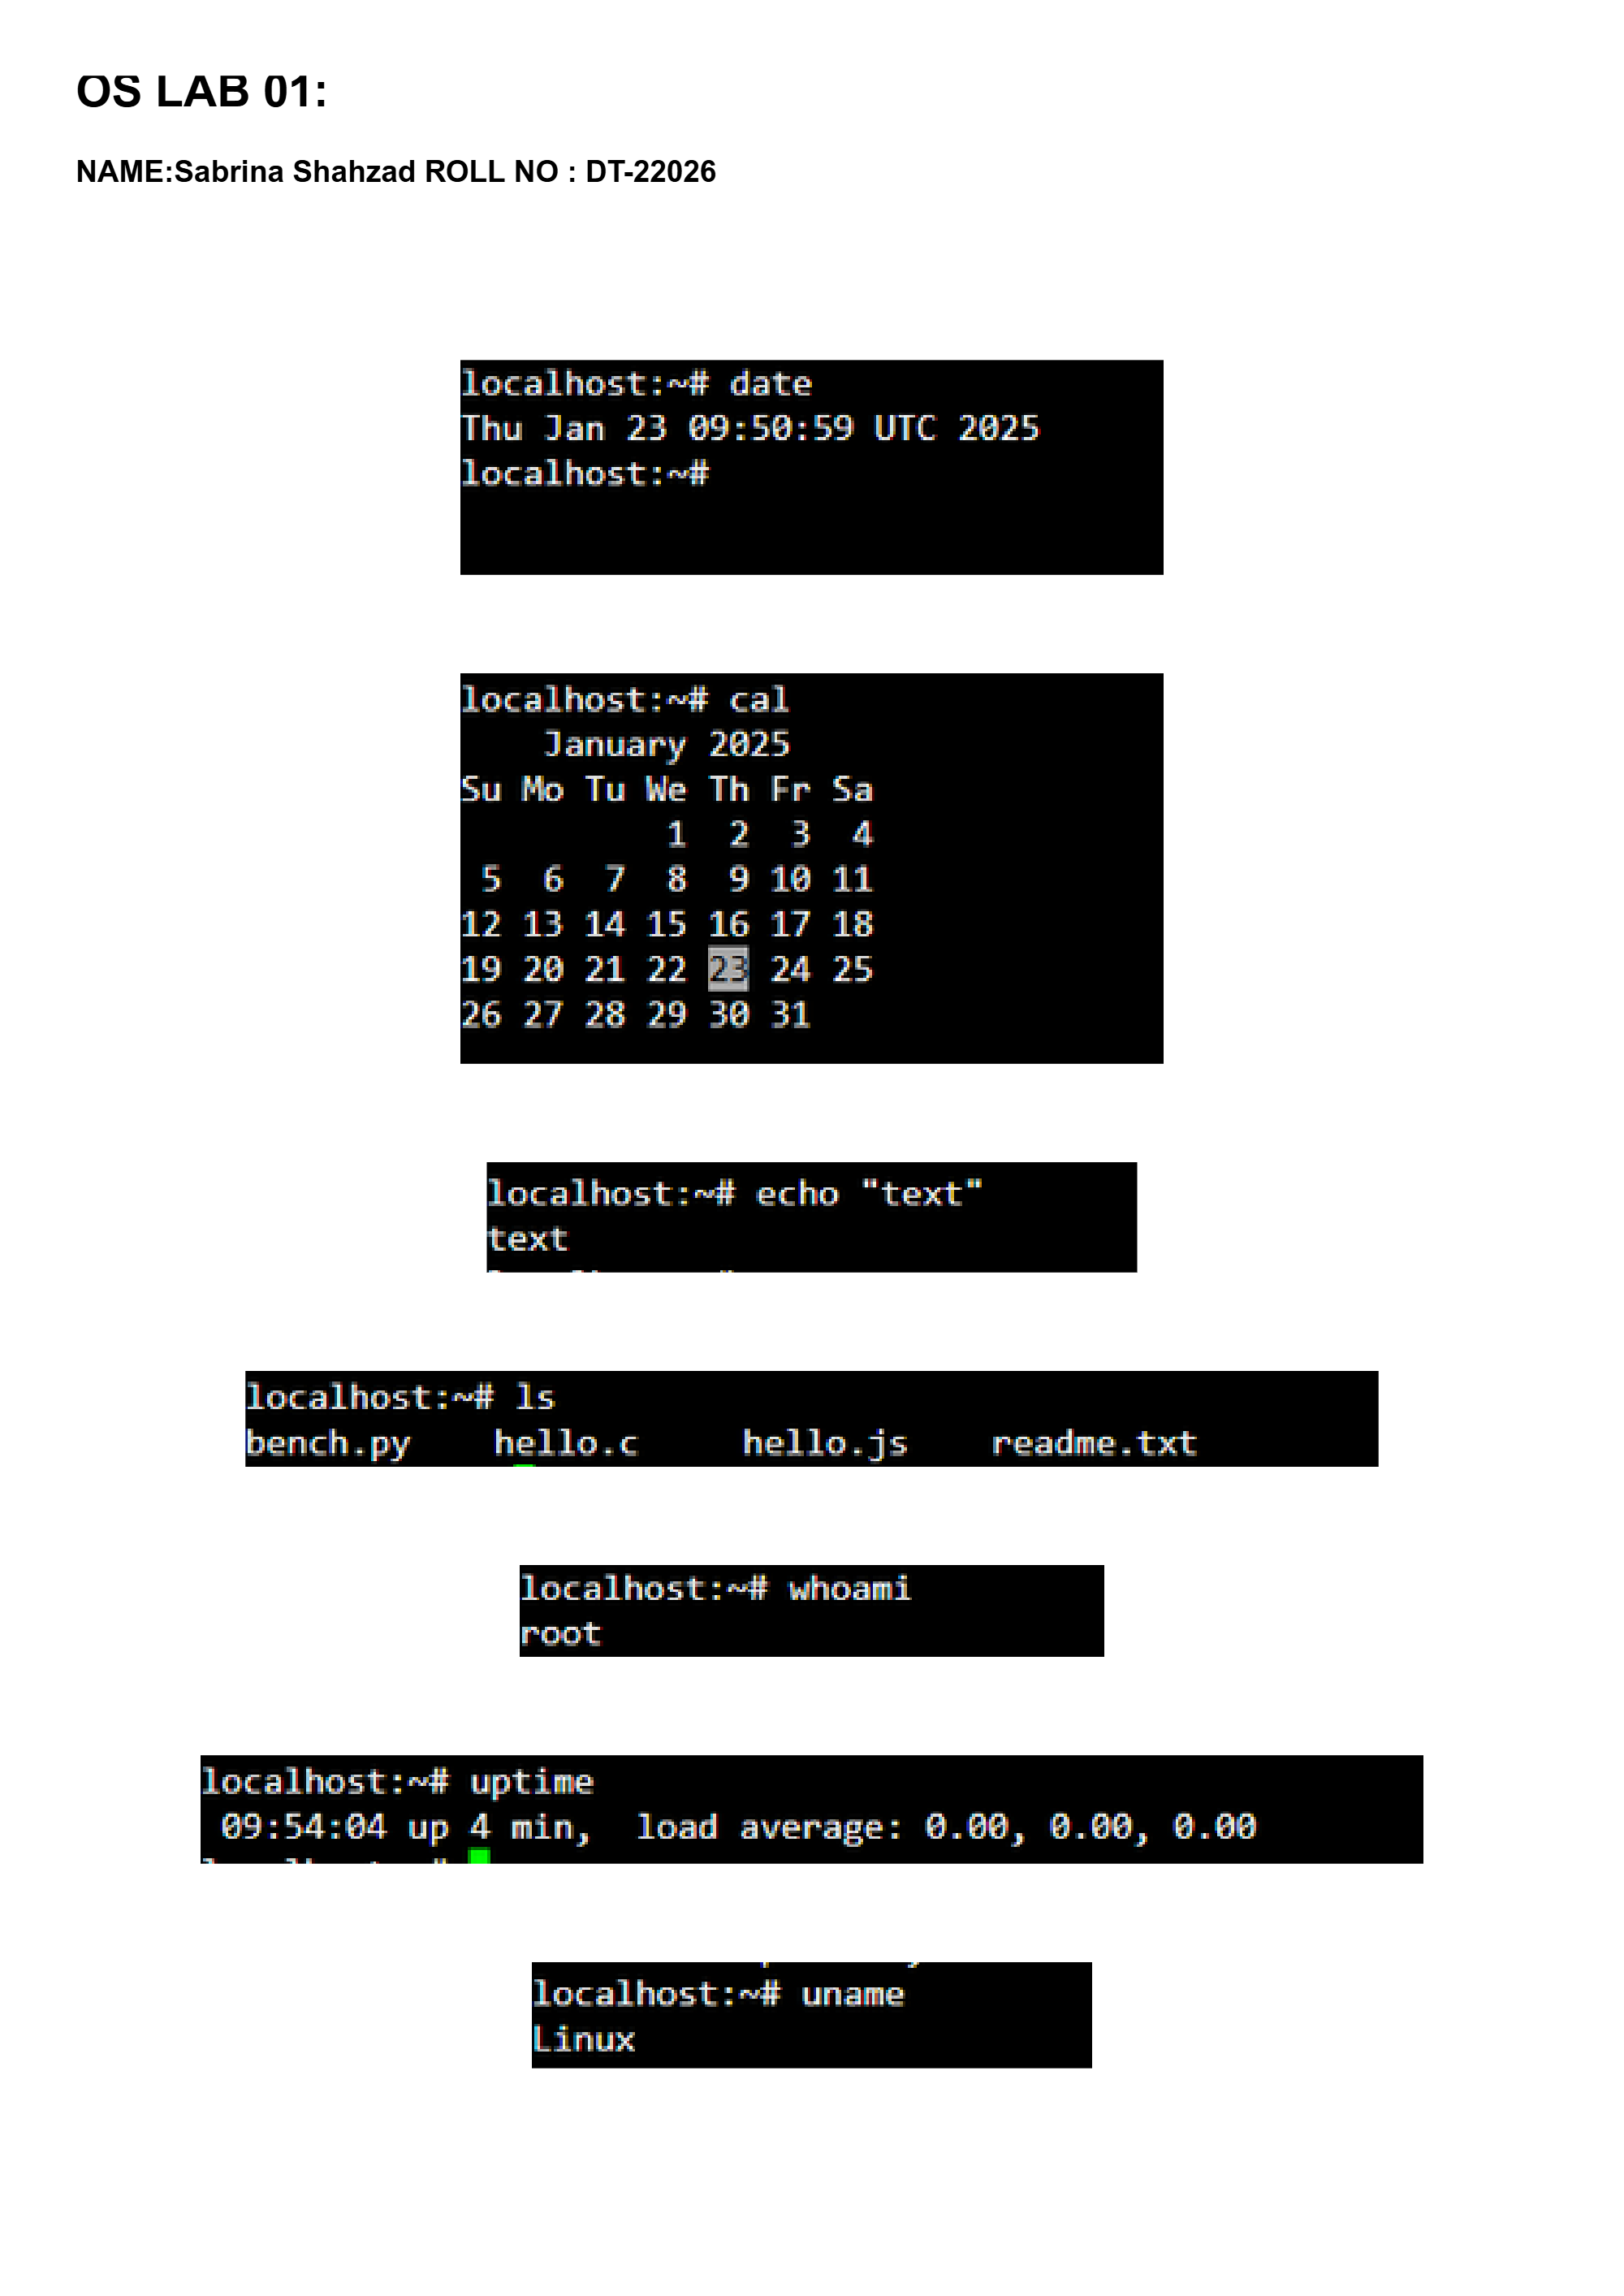 OS LAB 01:
NAME:Sabrina Shahzad ROLL NO : DT-22026
localhost:~# date
Thu Jan 23 09:50:59 UTC 2025
localhost:~#
localhost:~# cal
January 2025
Su Mo Tu We Th Fr Sa
1 2 3 4
5 6 7 8 9 10 11
12 13 14 15 16 17 18
19 20 21 22 23 24 25
26 27 28 29 30 31
localhost:~# echo "text"
text
localhost:~# ls
bench.py hello.c hello.js readme.txt
localhost:~# whoami
root
localhost:~# uptime
09:54:04 up 4 min, load average: 0.00, 0.00, 0.00
localhost:~# uname
Linux